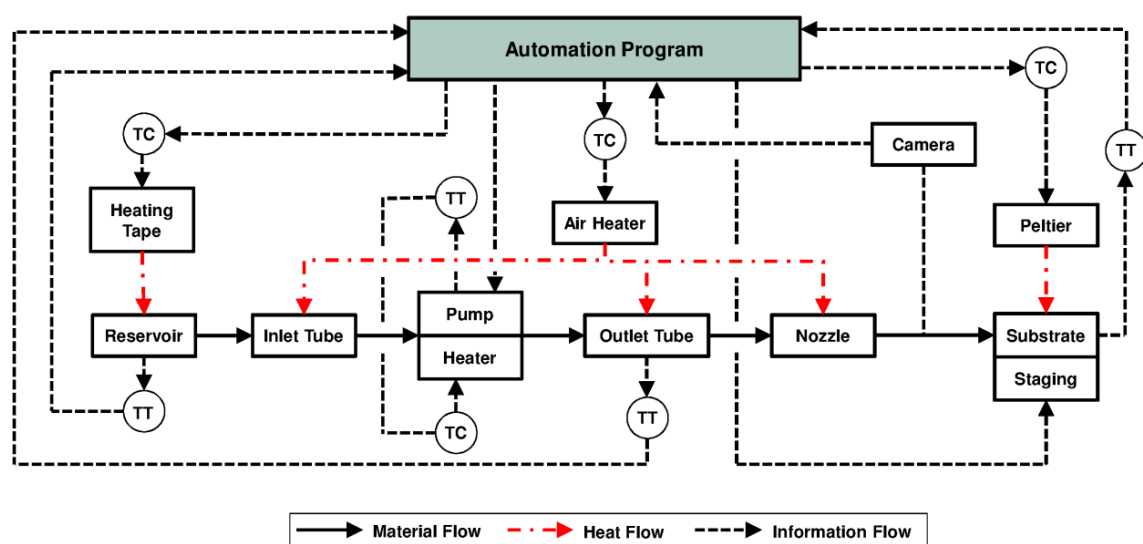 Automation Program
TC
TC
TC
Camera
TT
Heating
Tape
TT
Air Heater
Peltier
Reservoir
Inlet Tube
Pump
Heater
Outlet Tube
Nozzle
Substrate
Staging
TT
TC
TT
Material Flow
Heat Flow
Information Flow